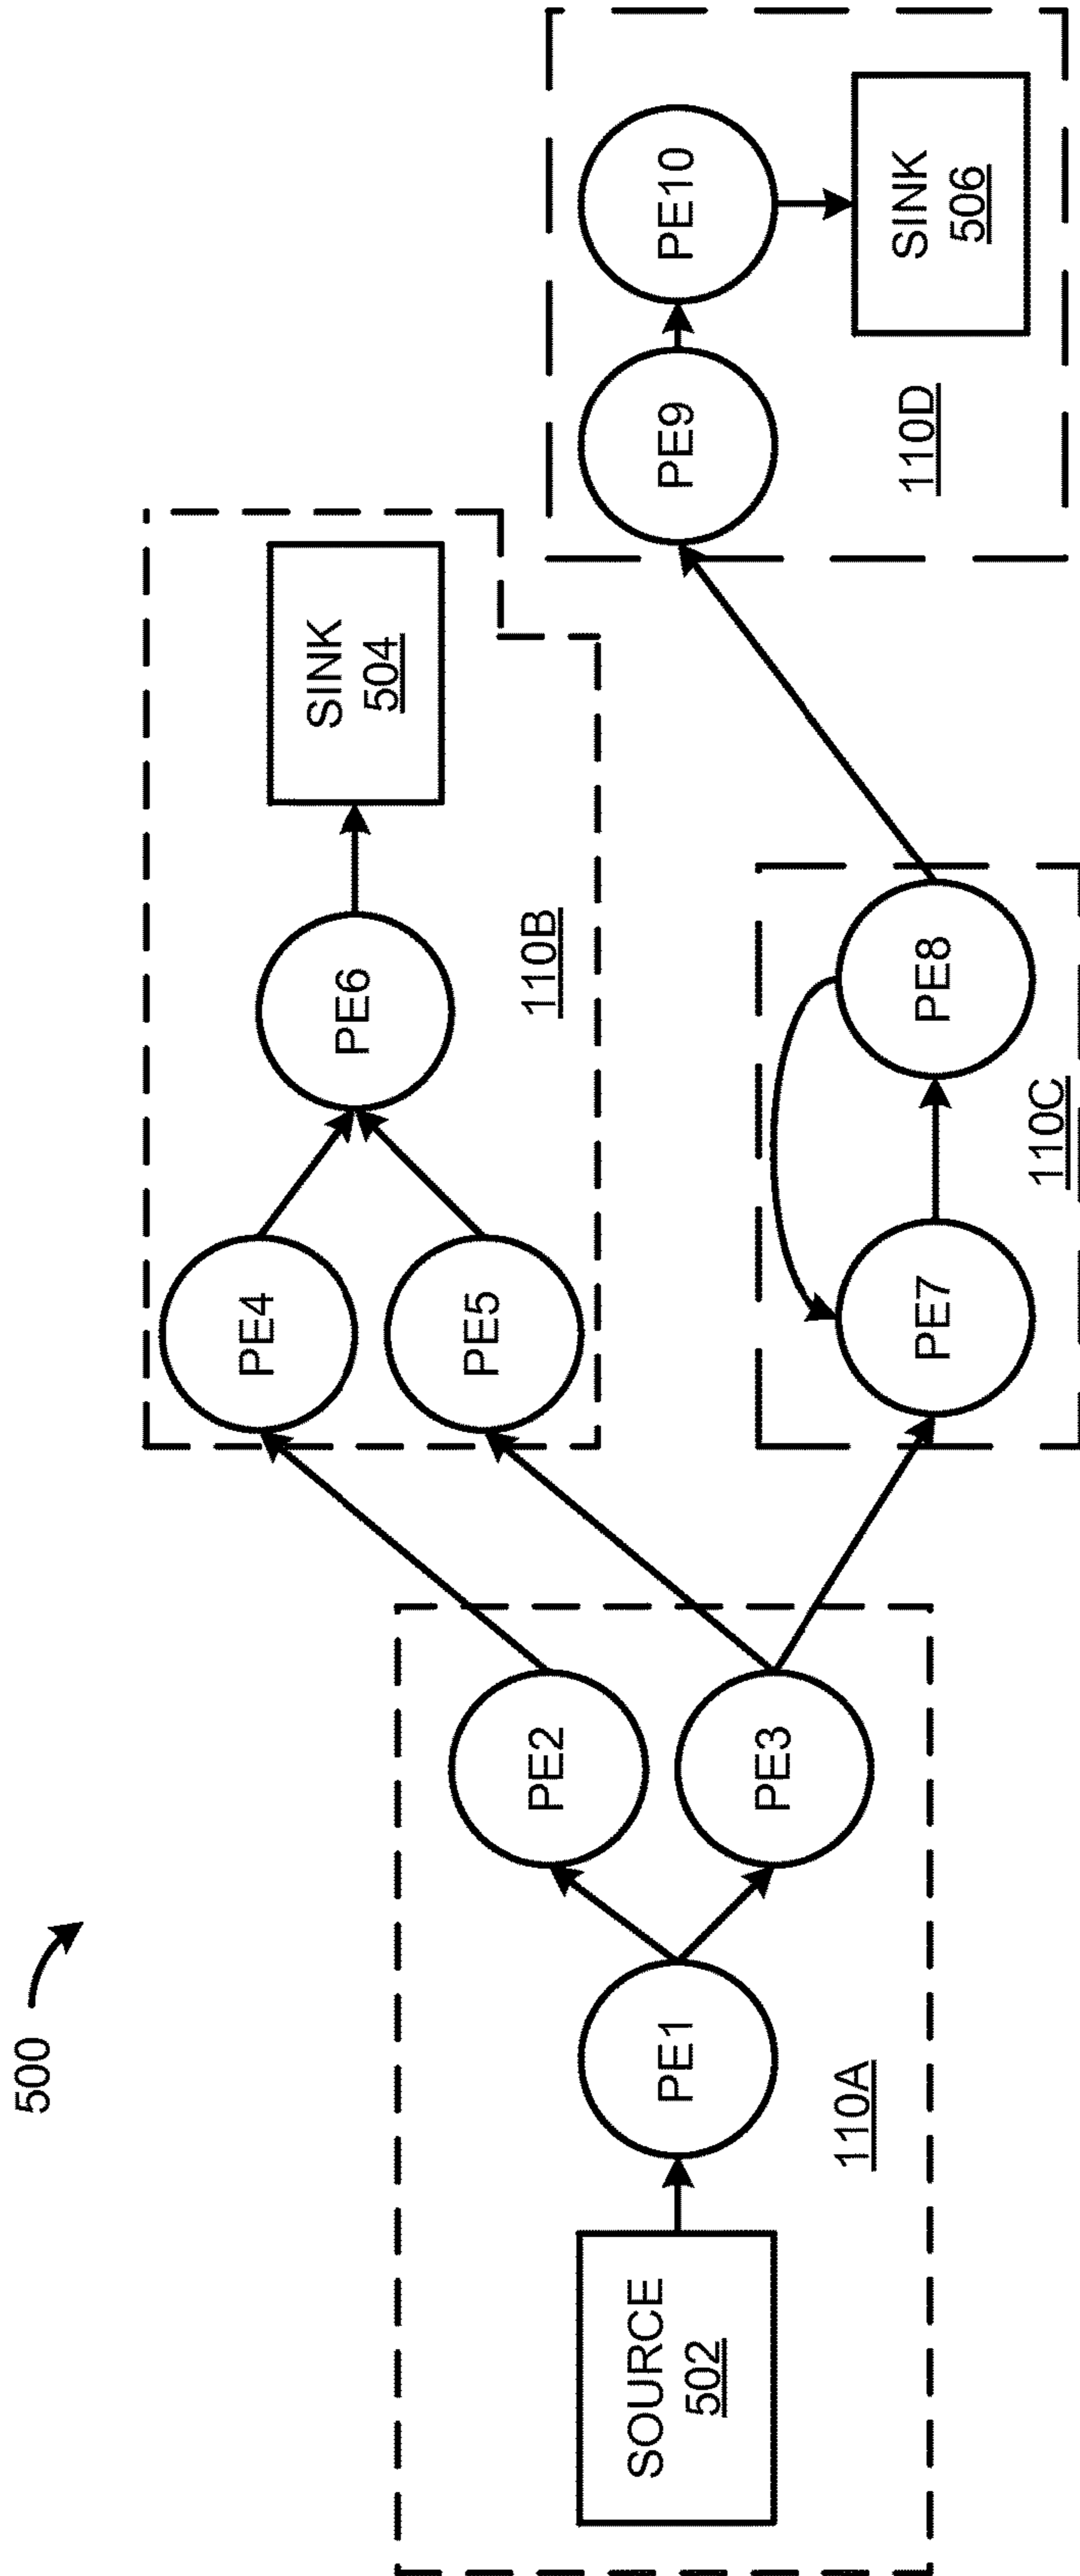 500
SOURCE
502
PE1
110A
PE2
PE3
PE4
PE5
PE6
110B
SINK
504
PE7
PE8
110C
PE9
PE10
110D
SINK
506